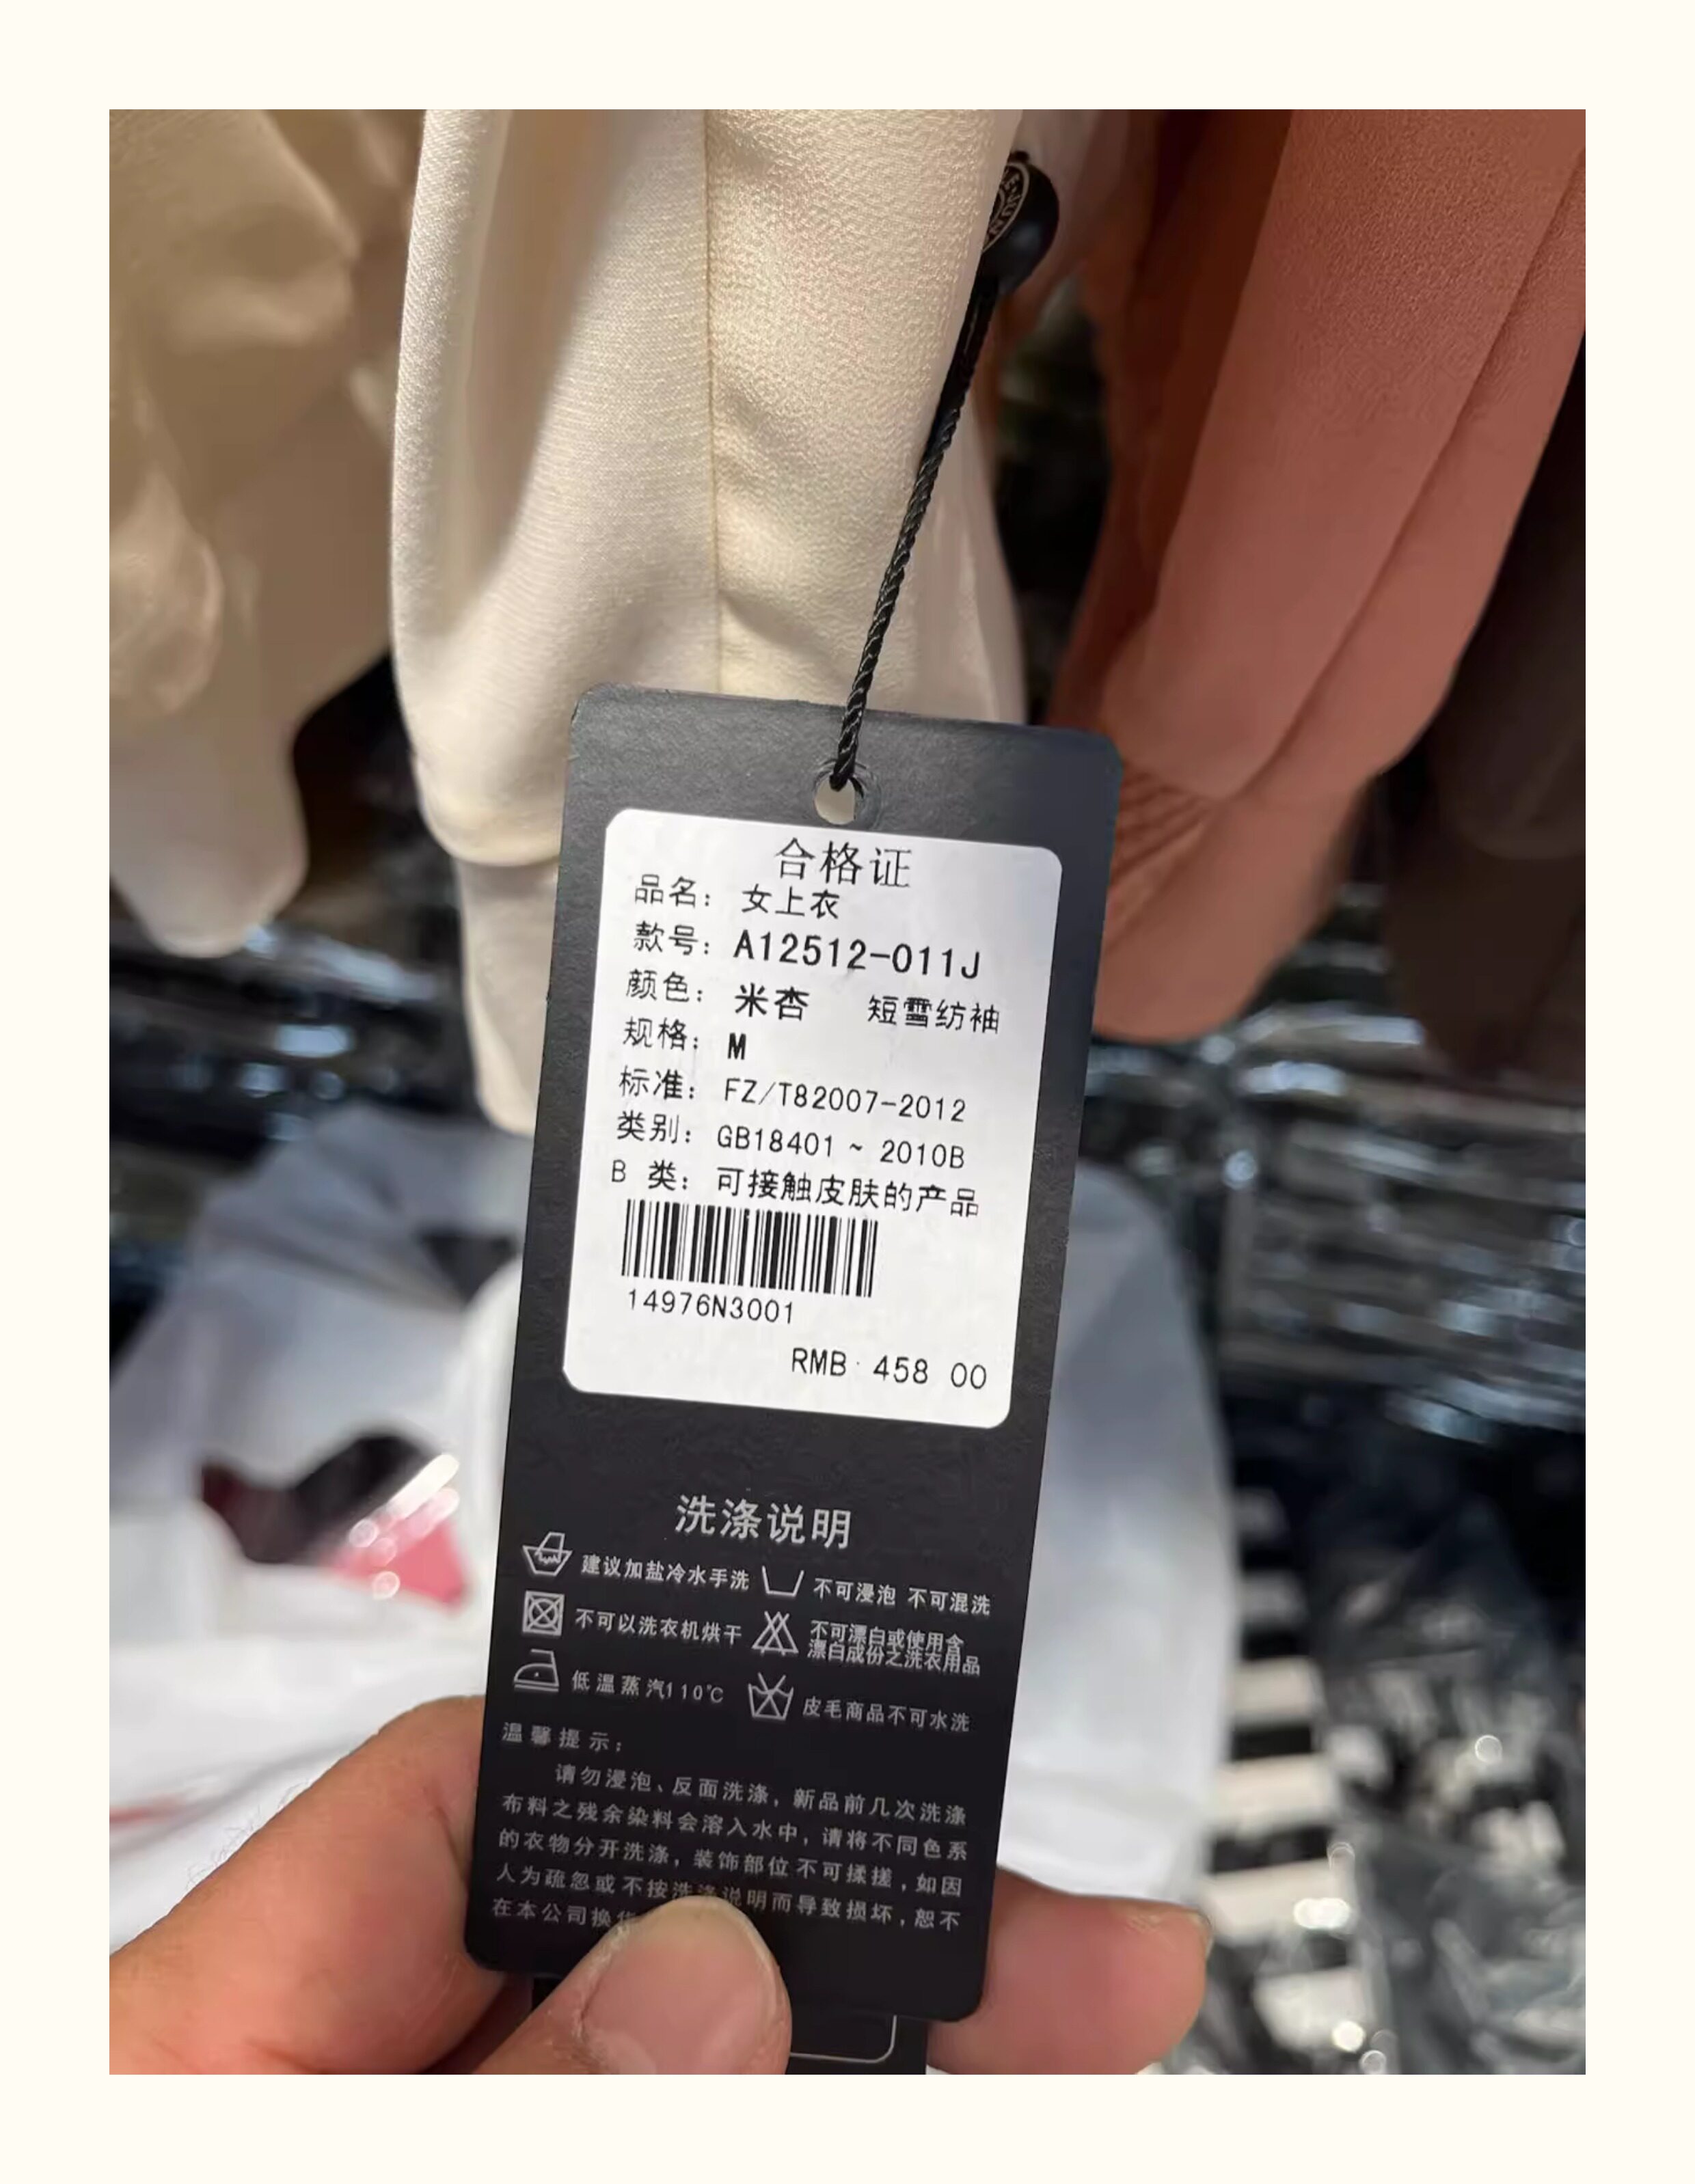 合格证
品名: 女上衣
款号: A12512-011J
颜色: 米杏 短雪纺袖
规格: M
标准: FZ/T82007-2012
类别: GB18401 ~ 2010B
B 类: 可接触皮肤的产品
14976N3001
RMB 458 00
洗涤说明
建议加盐冷水手洗 不可浸泡 不可混洗
不可以洗衣机烘干 不可漂白或使用含
漂白成份之洗衣用品
低温蒸汽110℃ 皮毛商品不可水洗
温馨提示:
请勿浸泡、反面洗涤,新品前几次洗涤
布料之残余染料会溶入水中,请将不同色系
的衣物分开洗涤,装饰部位不可揉搓,如因
人为疏忽或不按洗涤说明而导致损坏,恕不
在本公司换